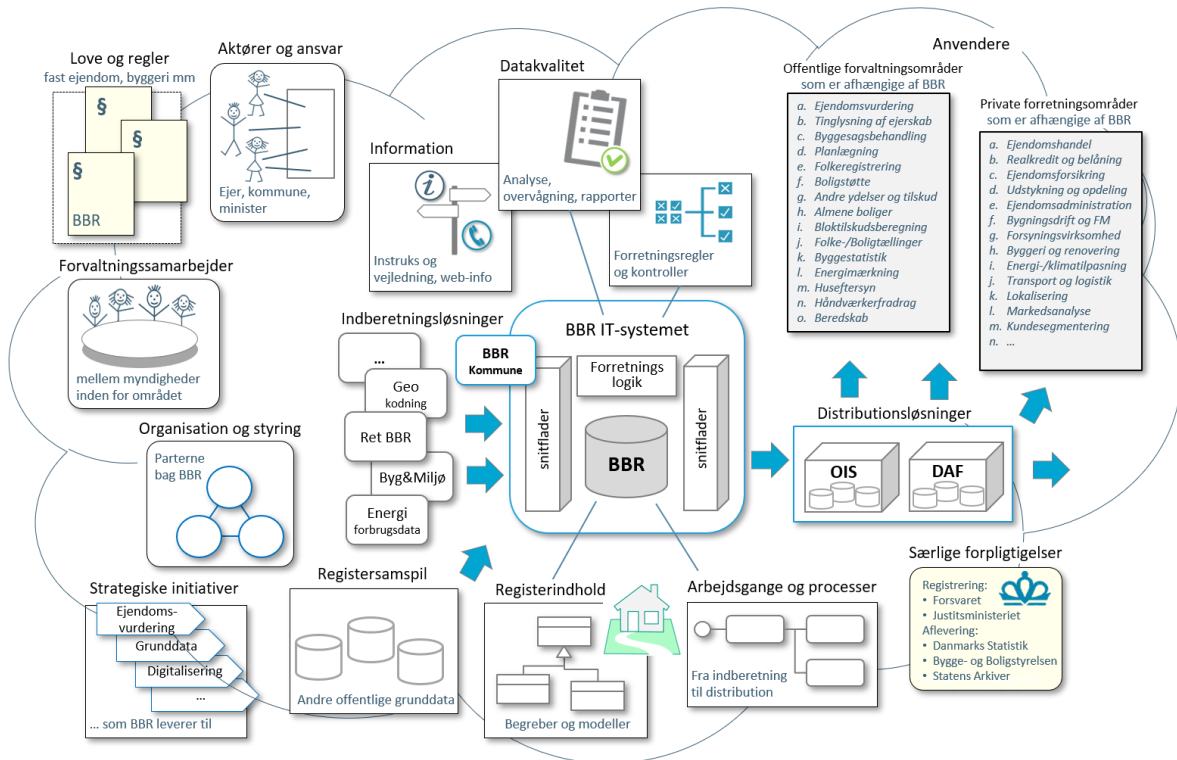 Love og regler
fast ejendom, byggeri mm
§
§
§
BBR
Aktører og ansvar
Ejer, kommune,
minister
Information
Instruks og
vejledning, web-info
Datakvalitet
Analyse,
overvågning, rapporter
Forretningsregler
og kontroller
Anvendere
Offentlige forvaltningsområder
som er afhængige af BBR
a. Ejendomsvurdering
b. Tinglysning af ejerskab
c. Byggesagsbehandling
d. Planlægning
e. Folkeregistrering
f. Boligstøtte
g. Andre ydelser og tilskud
h. Almene boliger
i. Bloktilskudsberegning
j. Folke-/Boligtællinger
k. Byggestatistik
l. Energimærkning
m. Huseftersyn
n. Håndværkerfradrag
o. Beredskab
Private forretningsområder
som er afhængige af BBR
a. Ejendomshandel
b. Realkredit og belåning
c. Ejendomsforsikring
d. Udstykning og opdeling
e. Ejendomsadministration
f. Bygningsdrift og FM
g. Forsyningsvirksomhed
h. Byggeri og renovering
i. Energi-/klimatilpasning
j. Transport og logistik
k. Lokalisering
l. Markedsanalyse
m. Kundesegmentering
n. ...
Forvaltningssamarbejder
mellem myndigheder
inden for området
Organisation og styring
Parterne
bag BBR
Indberetningsløsninger
...
Geo
kodning
Ret BBR
Byg&Miljø
Energi
forbrugsdata
BBR
Kommune
BBR IT-systemet
snitflader
Forretnings
logik
BBR
snitflader
Distributionsløsninger
OIS
DAF
Strategiske initiativer
Ejendoms-
vurdering
Grunddata
Digitalisering
...
... som BBR leverer til
Registersamspil
Andre offentlige grunddata
Registerindhold
Begreber og modeller
Arbejdsgange og processer
Fra indberetning
til distribution
Særlige forpligtigelser
Registrering:
• Forsvaret
• Justitsministeriet
Aflevering:
• Danmarks Statistik
• Bygge- og Boligstyrelsen
• Statens Arkiver